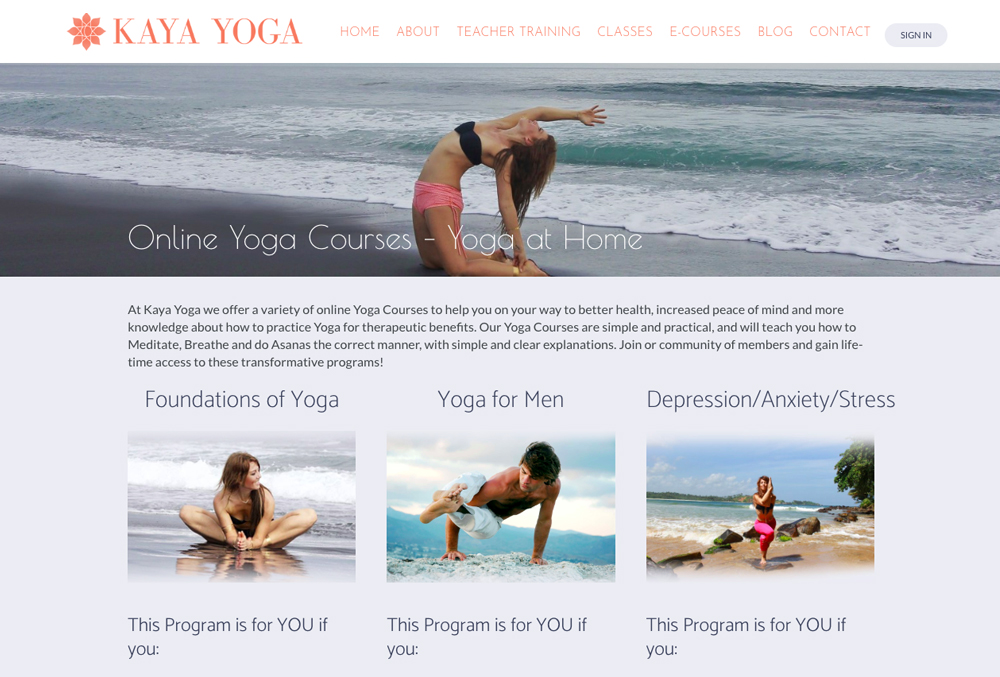 KAYA YOGA
HOME ABOUT TEACHER TRAINING CLASSES E-COURSES BLOG CONTACT SIGN IN
Online Yoga Courses – Yoga at Home
At Kaya Yoga we offer a variety of online Yoga Courses to help you on your way to better health, increased peace of mind and more
knowledge about how to practice Yoga for therapeutic benefits. Our Yoga Courses are simple and practical, and will teach you how to
Meditate, Breathe and do Asanas the correct manner, with simple and clear explanations. Join or community of members and gain life-
time access to these transformative programs!
Foundations of Yoga
Yoga for Men
Depression/Anxiety/Stress
This Program is for YOU if
you:
This Program is for YOU if
you:
This Program is for YOU if
you: